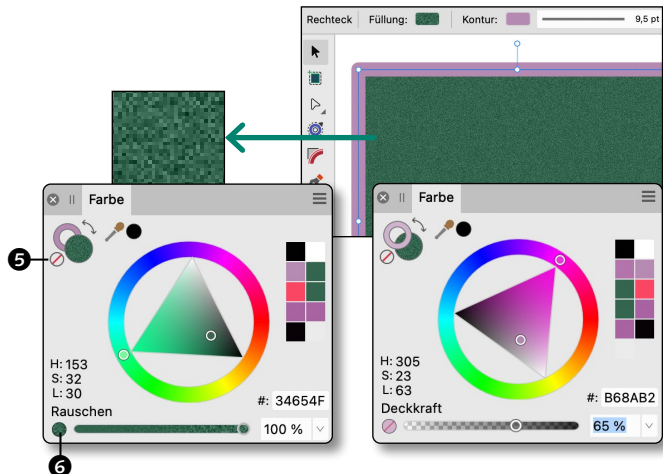 Rechteck Füllung: Kontur: 9,5 pt
Farbe
5
H: 153
S: 32
L: 30
#: 34654F
Rauschen
100 %
6
Farbe
H: 305
S: 23
L: 63
#: B68AB2
Deckkraft
65 %